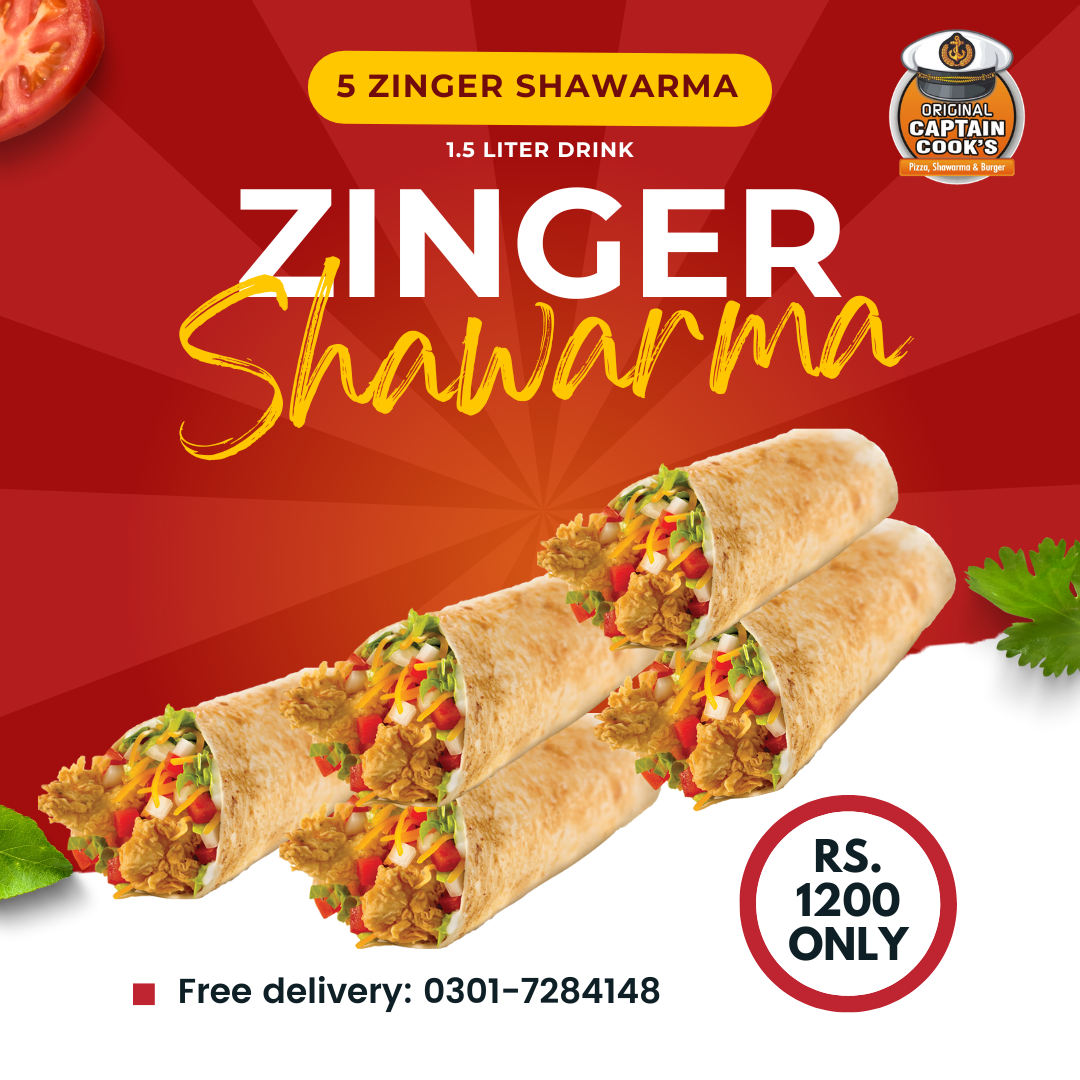 5 ZINGER SHAWARMA
1.5 LITER DRINK
ORIGINAL
CAPTAIN
COOK'S
Pizza, Shawarma & Burger
ZINGER
Shawarma
RS.
1200
ONLY
Free delivery: 0301-7284148